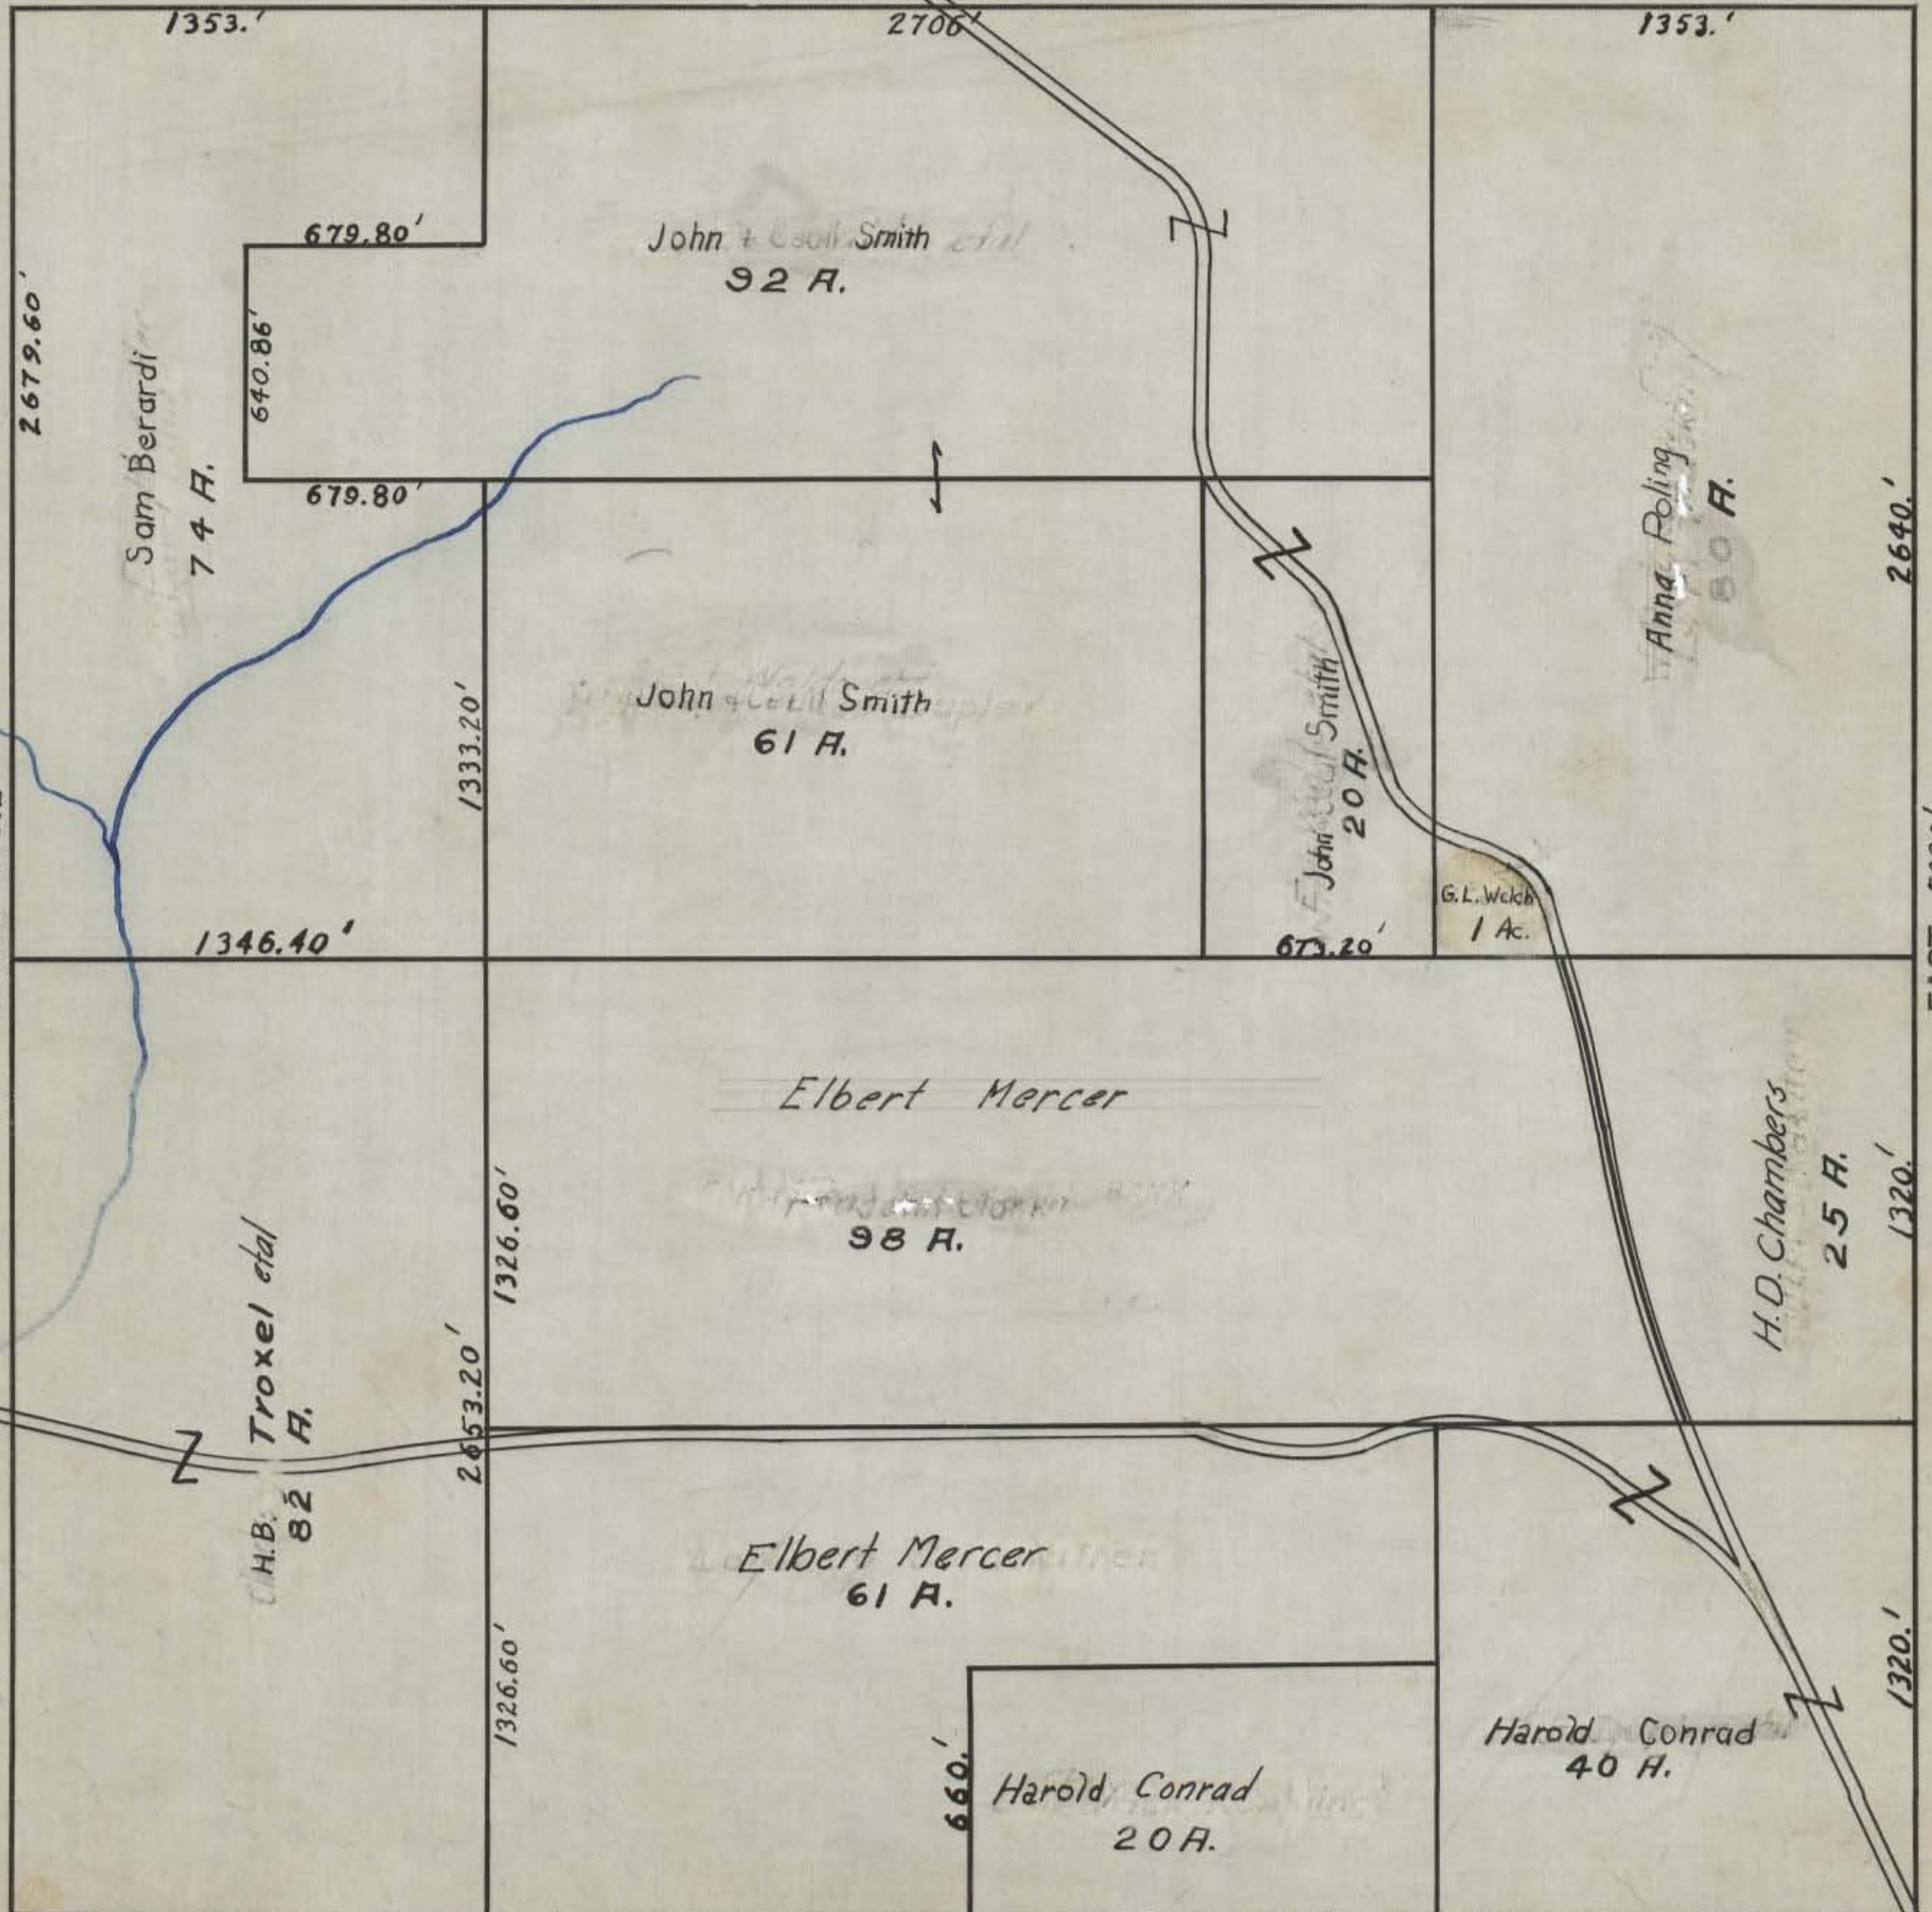 1353.'
2706'
1353.'
679.80'
John + Cecil Smith etal
92 A.
2679.60'
640.86'
Sam Berardi
74 A.
679.80'
Anna Poling
80 A.
2640.'
1333.20'
John & Cecil Smith
61 A.
John Smith
20 A.
G.L. Welch
1 Ac.
1346.40'
673.20'
Elbert Mercer
98 A.
H.D. Chambers
25 A.
1320.'
1326.60'
H.B. Troxel etal
82 A.
2653.20'
Elbert Mercer
61 A.
1326.60'
660.'
Harold Conrad
20 A.
Harold Conrad
40 A.
1320.'